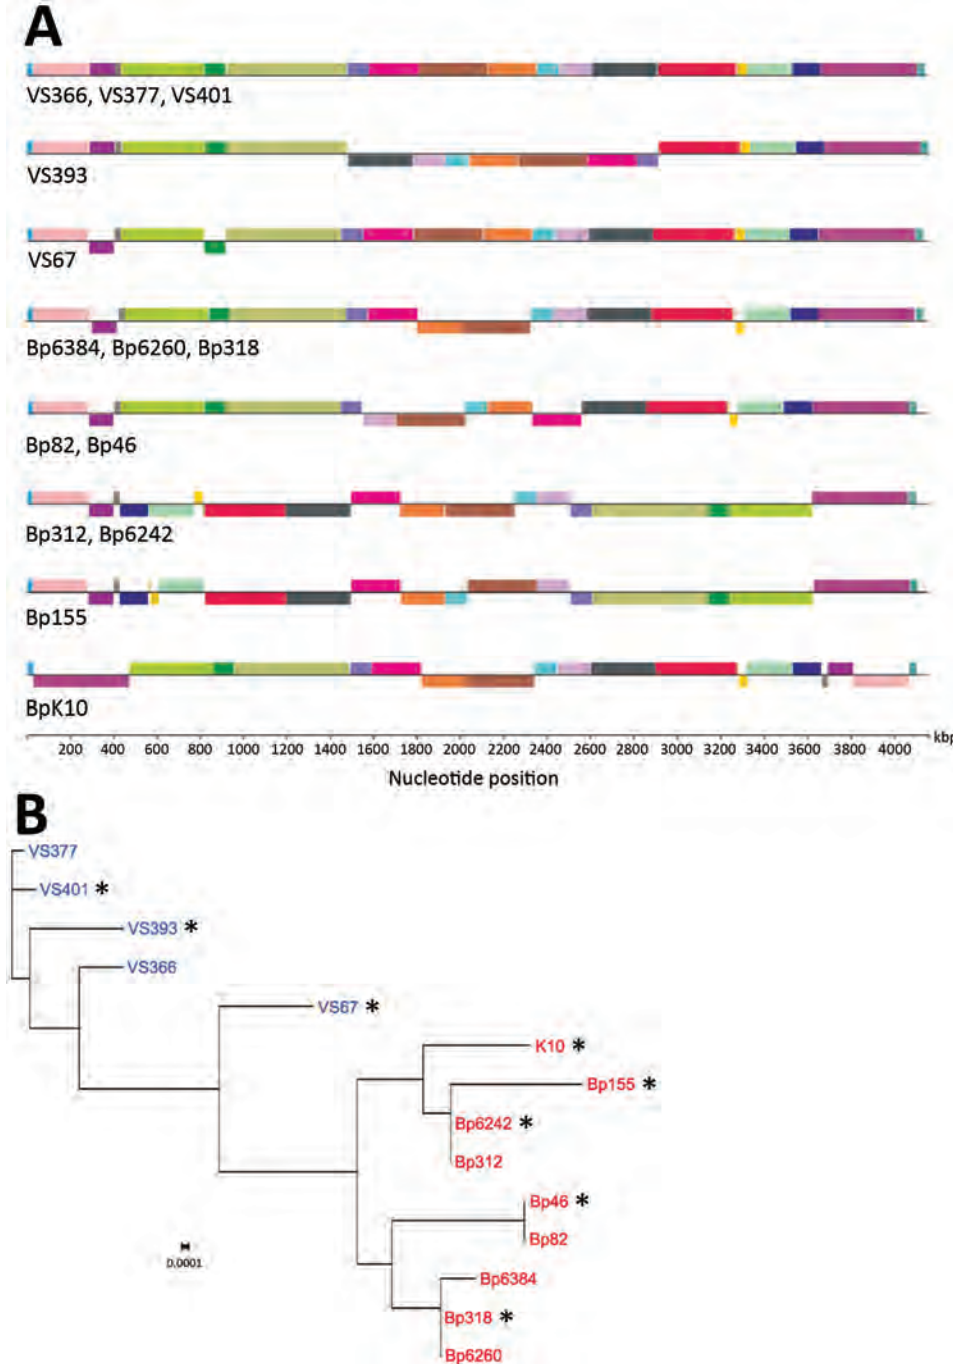 A
VS366, VS377, VS401
VS393
VS67
Bp6384, Bp6260, Bp318
Bp82, Bp46
Bp312, Bp6242
Bp155
BpK10
200 400 600 800 1000 1200 1400 1600 1800 2000 2200 2400 2600 2800 3000 3200 3400 3600 3800 4000 kbp
Nucleotide position
B
VS377
VS401 *
VS393 *
VS366
VS67 *
K10 *
Bp155 *
Bp6242 *
Bp312
Bp46 *
Bp82
0.0001
Bp6384
Bp318 *
Bp6260